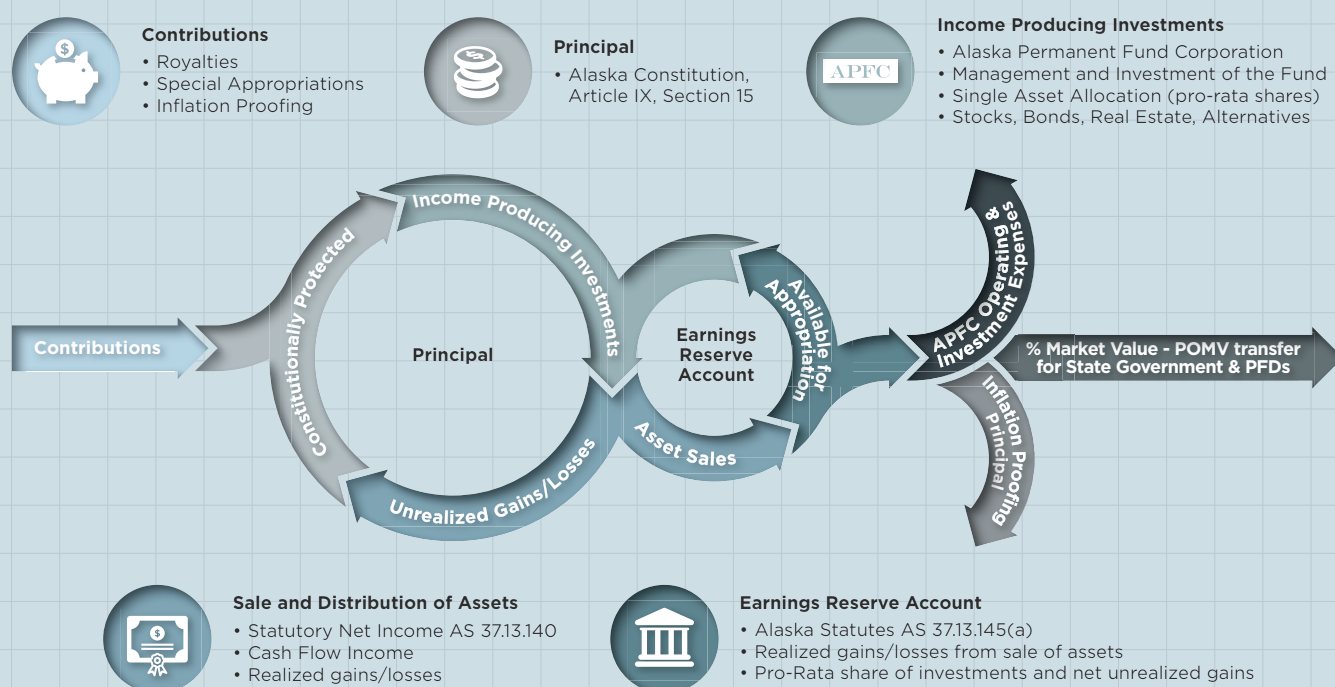 Contributions
• Royalties
• Special Appropriations
• Inflation Proofing
$
Principal
• Alaska Constitution,
Article IX, Section 15
APFC
Income Producing Investments
• Alaska Permanent Fund Corporation
• Management and Investment of the Fund
• Single Asset Allocation (pro-rata shares)
• Stocks, Bonds, Real Estate, Alternatives
Contributions
Constitutionally Protected
Income Producing Investments
Principal
Unrealized Gains/Losses
Earnings
Reserve
Account
Asset Sales
Available for
Appropriation
APFC Operating &
Investment Expenses
% Market Value - POMV transfer
for State Government & PFDs
Inflation Proofing
Principal
$
Sale and Distribution of Assets
• Statutory Net Income AS 37.13.140
• Cash Flow Income
• Realized gains/losses
Earnings Reserve Account
• Alaska Statutes AS 37.13.145(a)
• Realized gains/losses from sale of assets
• Pro-Rata share of investments and net unrealized gains